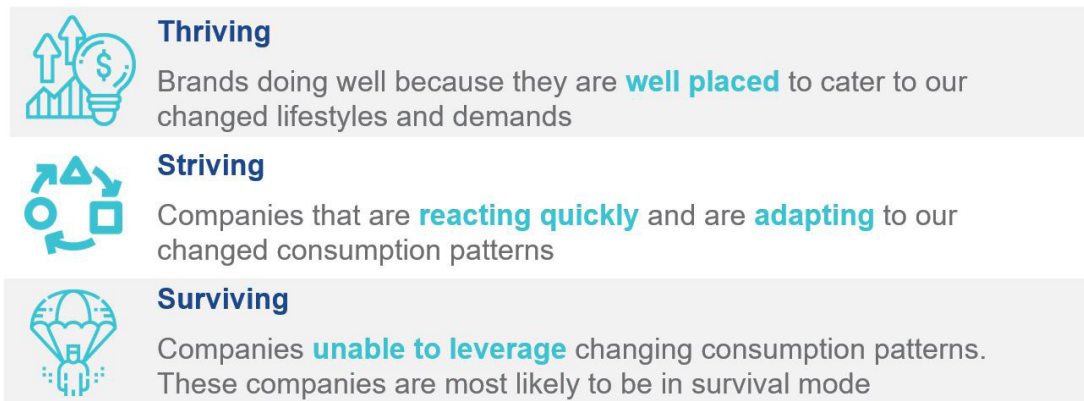 Thriving
Brands doing well because they are well placed to cater to our
changed lifestyles and demands
Striving
Companies that are reacting quickly and are adapting to our
changed consumption patterns
Surviving
Companies unable to leverage changing consumption patterns.
These companies are most likely to be in survival mode